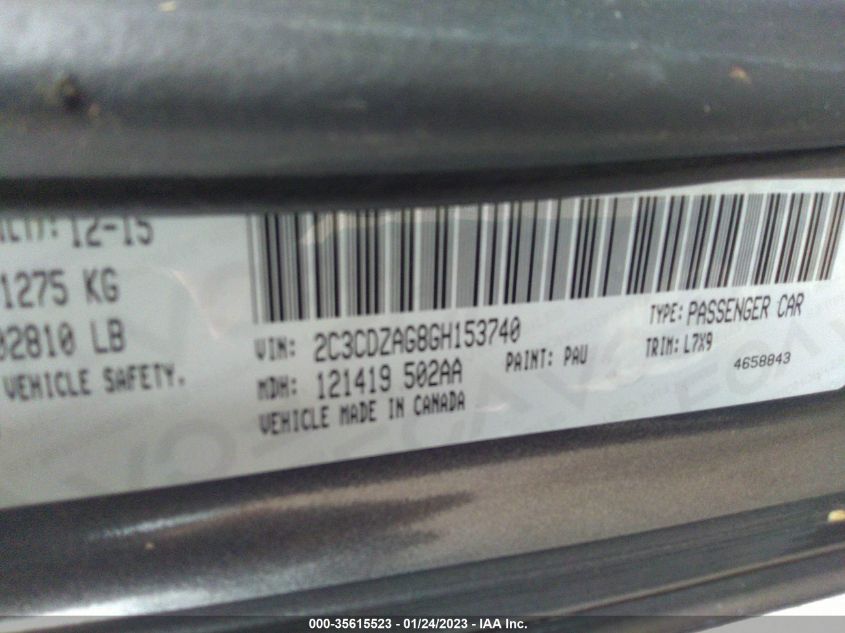 12-15
1275 KG
02810 LB
VEHICLE SAFETY.
VIN: 2C3CDZAG8GH153740
TYPE: PASSENGER CAR
MDH: 121419 502AA
PAINT: PAU
TRIM: L7X9
VEHICLE MADE IN CANADA
4658843
000-35615523 - 01/24/2023 - IAA Inc.